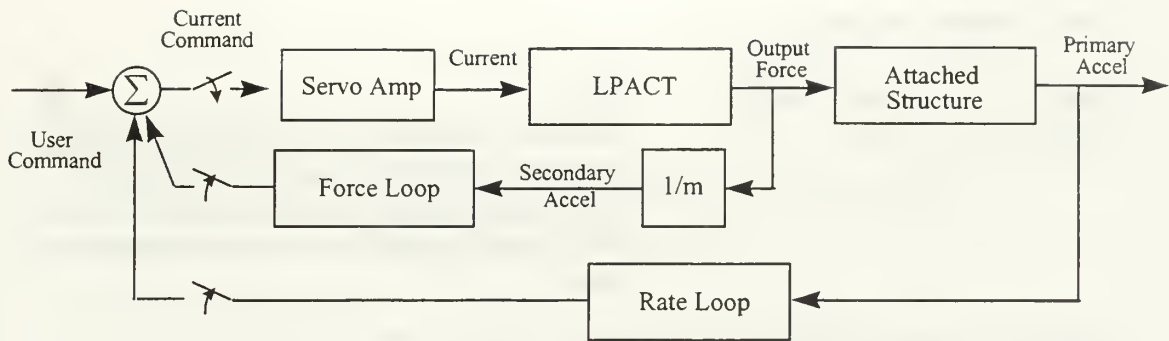 Current
Command
Σ
User
Command
Servo Amp
Current
LPACT
Output
Force
Attached
Structure
Primary
Accel
Force Loop
Secondary
Accel
1/m
Rate Loop